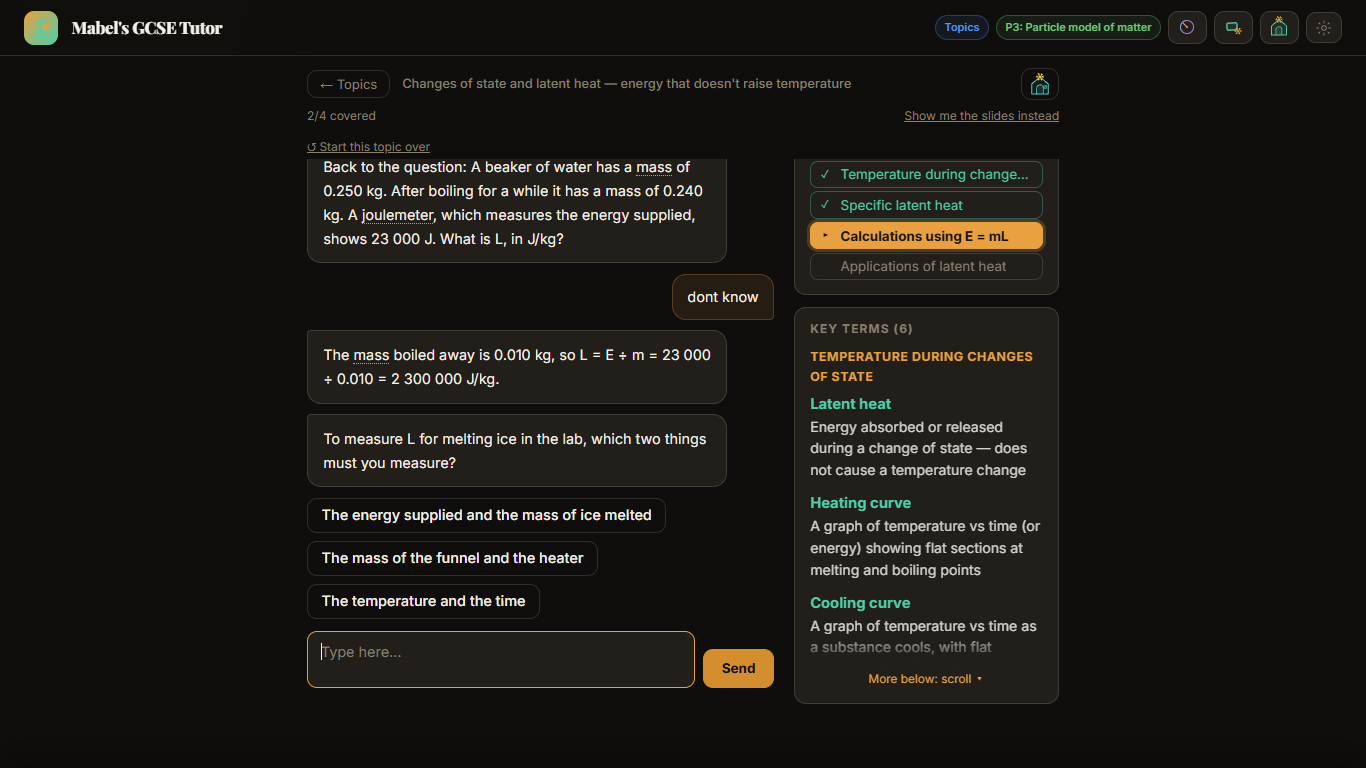 Mabel's GCSE Tutor
Topics
P3: Particle model of matter
← Topics
Changes of state and latent heat — energy that doesn't raise temperature
2/4 covered
Show me the slides instead
↺ Start this topic over
Back to the question: A beaker of water has a mass of
0.250 kg. After boiling for a while it has a mass of 0.240
kg. A joulemeter, which measures the energy supplied,
shows 23 000 J. What is L, in J/kg?
dont know
The mass boiled away is 0.010 kg, so L = E ÷ m = 23 000
÷ 0.010 = 2 300 000 J/kg.
To measure L for melting ice in the lab, which two things
must you measure?
The energy supplied and the mass of ice melted
The mass of the funnel and the heater
The temperature and the time
Type here...
Send
✓ Temperature during change...
✓ Specific latent heat
▸ Calculations using E = mL
Applications of latent heat
KEY TERMS (6)
TEMPERATURE DURING CHANGES
OF STATE
Latent heat
Energy absorbed or released
during a change of state — does
not cause a temperature change
Heating curve
A graph of temperature vs time (or
energy) showing flat sections at
melting and boiling points
Cooling curve
A graph of temperature vs time as
a substance cools, with flat
More below: scroll ▾